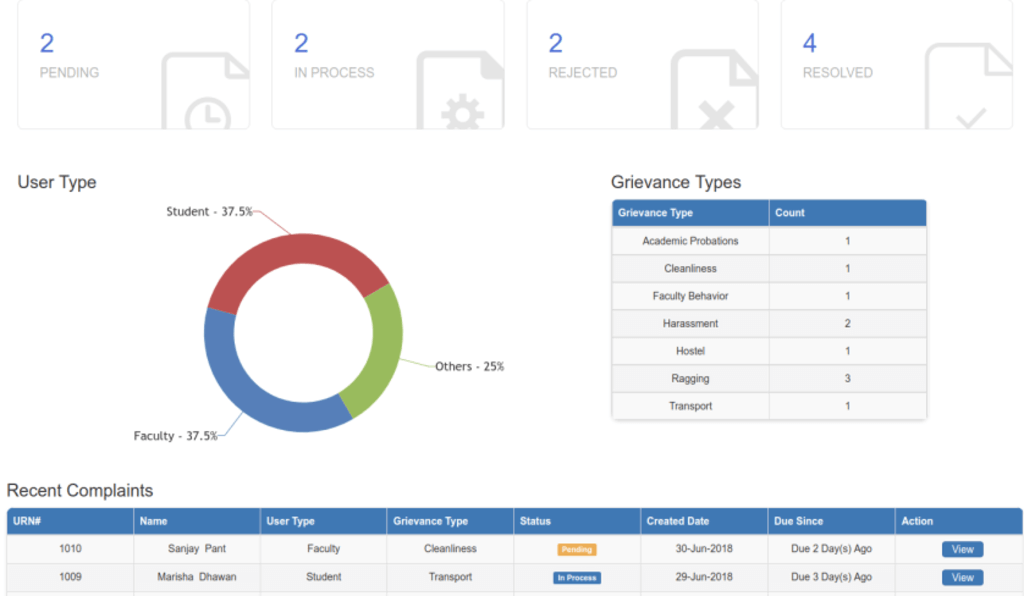 2 2 2 4
PENDING IN PROCESS REJECTED RESOLVED
User Type
Student - 37.5%
Others - 25%
Faculty - 37.5%
Grievance Types
Grievance Type Count
Academic Probations 1
Cleanliness 1
Faculty Behavior 1
Harassment 2
Hostel 1
Ragging 3
Transport 1
Recent Complaints
URN# Name User Type Grievance Type Status Created Date Due Since Action
1010 Sanjay Pant Faculty Cleanliness Pending 30-Jun-2018 Due 2 Day(s) Ago View
1009 Marisha Dhawan Student Transport In Process 29-Jun-2018 Due 3 Day(s) Ago View